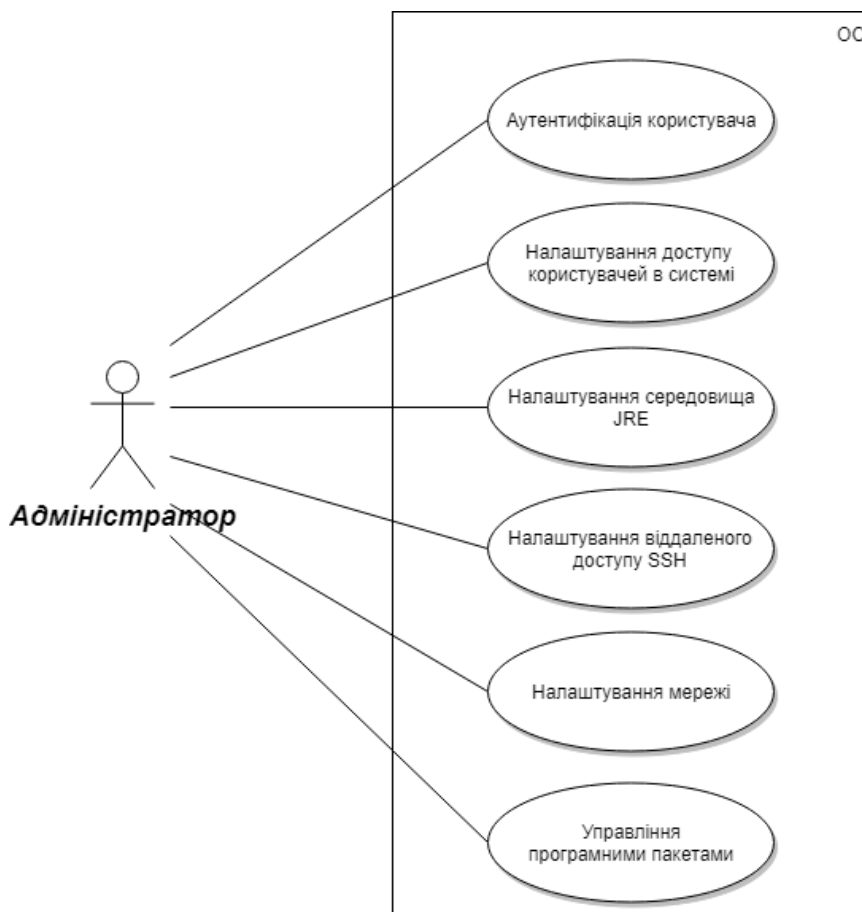 ОС
Аутентифікація користувача
Налаштування доступу
користувачей в системі
Налаштування середовища
JRE
Адміністратор
Налаштування віддаленого
доступу SSH
Налаштування мережі
Управління
програмними пакетами